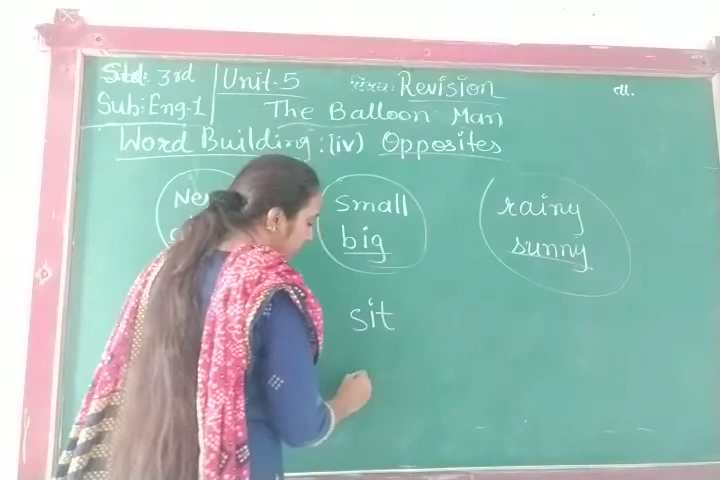 Std: 3rd
Sub: Eng-1
Unit-5
Revision
dt.
The Balloon Man
Word Building: (iv) Opposites
small
big
rainy
sunny
sit